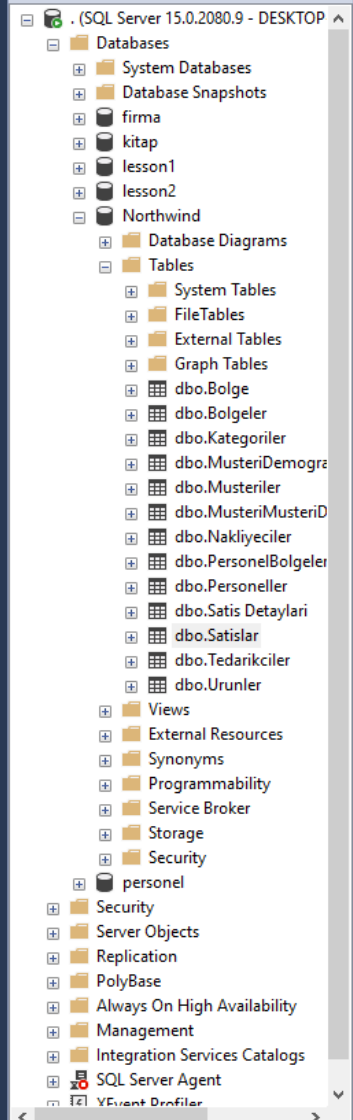 . (SQL Server 15.0.2080.9 - DESKTOP
Databases
System Databases
Database Snapshots
firma
kitap
lesson1
lesson2
Northwind
Database Diagrams
Tables
System Tables
FileTables
External Tables
Graph Tables
dbo.Bolge
dbo.Bolgeler
dbo.Kategoriler
dbo.MusteriDemogra
dbo.Musteriler
dbo.MusteriMusteriD
dbo.Nakliyeciler
dbo.PersonelBolgeler
dbo.Personeller
dbo.Satis Detaylari
dbo.Satislar
dbo.Tedarikciler
dbo.Urunler
Views
External Resources
Synonyms
Programmability
Service Broker
Storage
Security
personel
Security
Server Objects
Replication
PolyBase
Always On High Availability
Management
Integration Services Catalogs
SQL Server Agent
XEvent Profiler